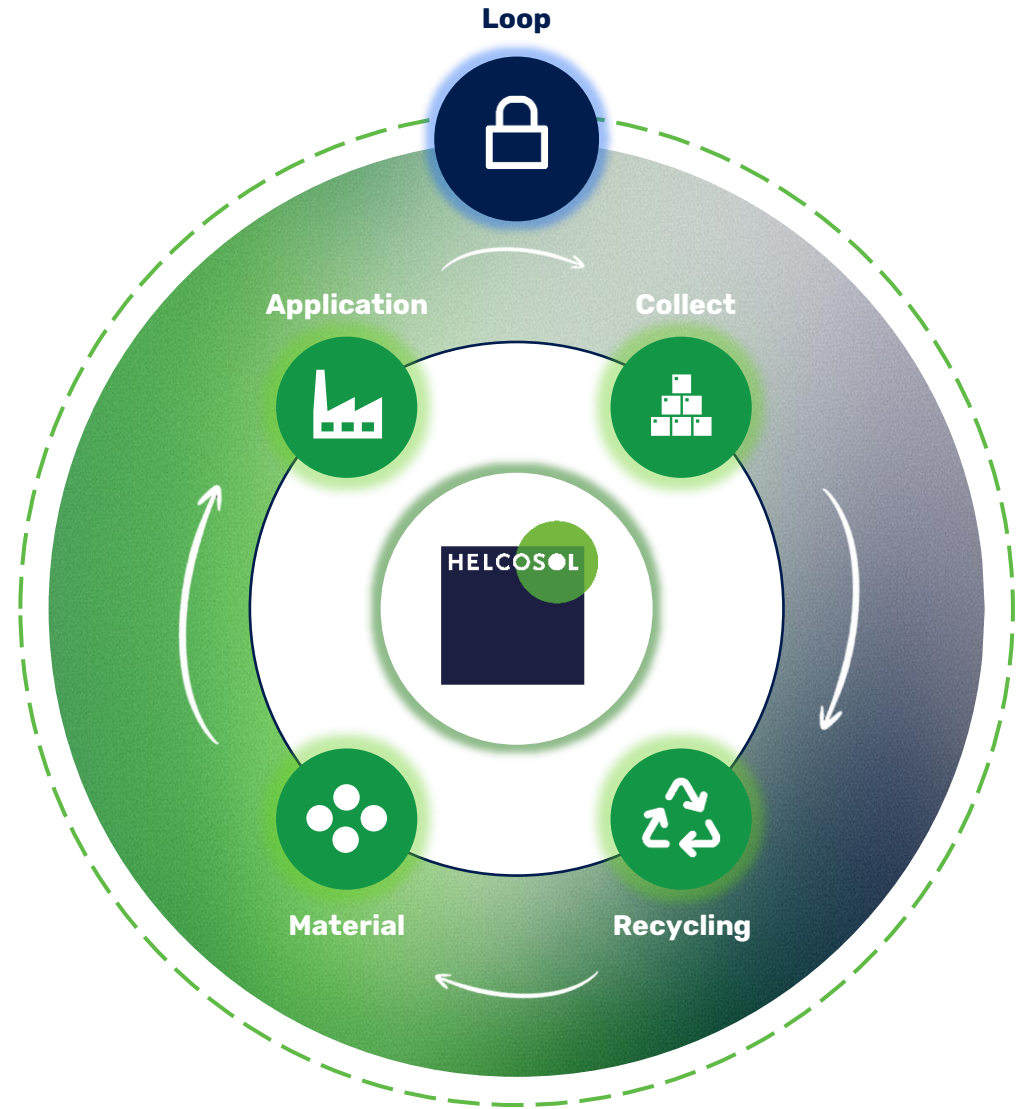 Loop
Application
Collect
HELCOSOL
Material
Recycling